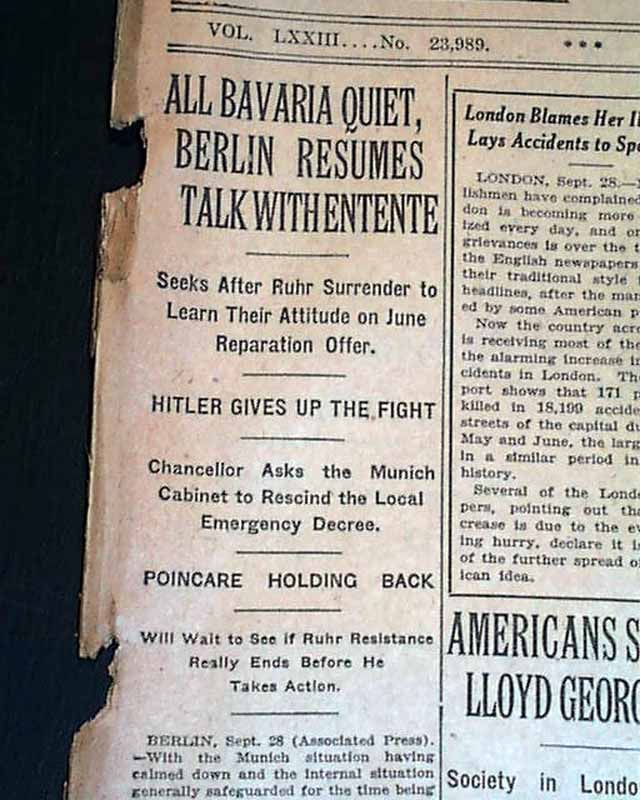 VOL. LXXIII....No. 23,989.
* * *
ALL BAVARIA QUIET,
BERLIN RESUMES
TALK WITH ENTENTE
Seeks After Ruhr Surrender to
Learn Their Attitude on June
Reparation Offer.
HITLER GIVES UP THE FIGHT
Chancellor Asks the Munich
Cabinet to Rescind the Local
Emergency Decree.
POINCARE HOLDING BACK
Will Wait to See if Ruhr Resistance
Really Ends Before He
Takes Action.
BERLIN, Sept. 28 (Associated Press).
—With the Munich situation having
calmed down and the internal situation
generally safeguarded for the time being
London Blames Her
Lays Accidents to
LONDON, Sept. 28.—
lishmen have complained
don is becoming more
ized every day, and
grievances is over the
the English newspapers
their traditional style
headlines, after the
ed by some American
Now the country
is receiving most of the
the alarming increase
cidents in London.
port shows that 171
killed in 18,199
streets of the capital
May and June, the
in a similar period in
history.
Several of the
pers, pointing out
crease is due to the
ing hurry, declare it
of the further spread
ican idea.
AMERICANS S
LLOYD
Society in